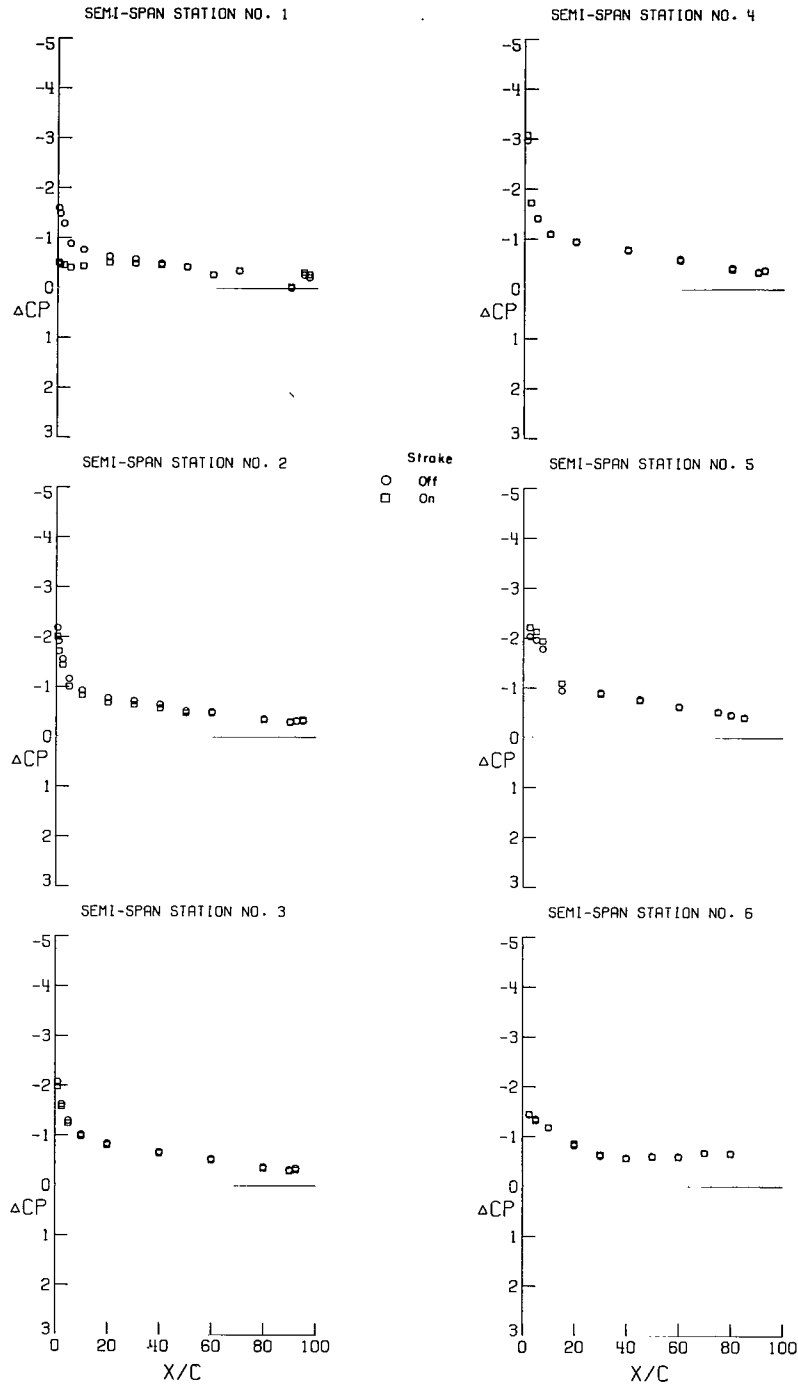 SEMI-SPAN STATION NO. 1
-5
-4
-3
-2
-1
0
ΔCP
1
2
3
SEMI-SPAN STATION NO. 4
-5
-4
-3
-2
-1
0
ΔCP
1
2
3
Strake
Off
On
SEMI-SPAN STATION NO. 2
-5
-4
-3
-2
-1
0
ΔCP
1
2
3
SEMI-SPAN STATION NO. 5
-5
-4
-3
-2
-1
0
ΔCP
1
2
3
SEMI-SPAN STATION NO. 3
-5
-4
-3
-2
-1
0
ΔCP
1
2
3
0 20 40 60 80 100
X/C
SEMI-SPAN STATION NO. 6
-5
-4
-3
-2
-1
0
ΔCP
1
2
3
0 20 40 60 80 100
X/C